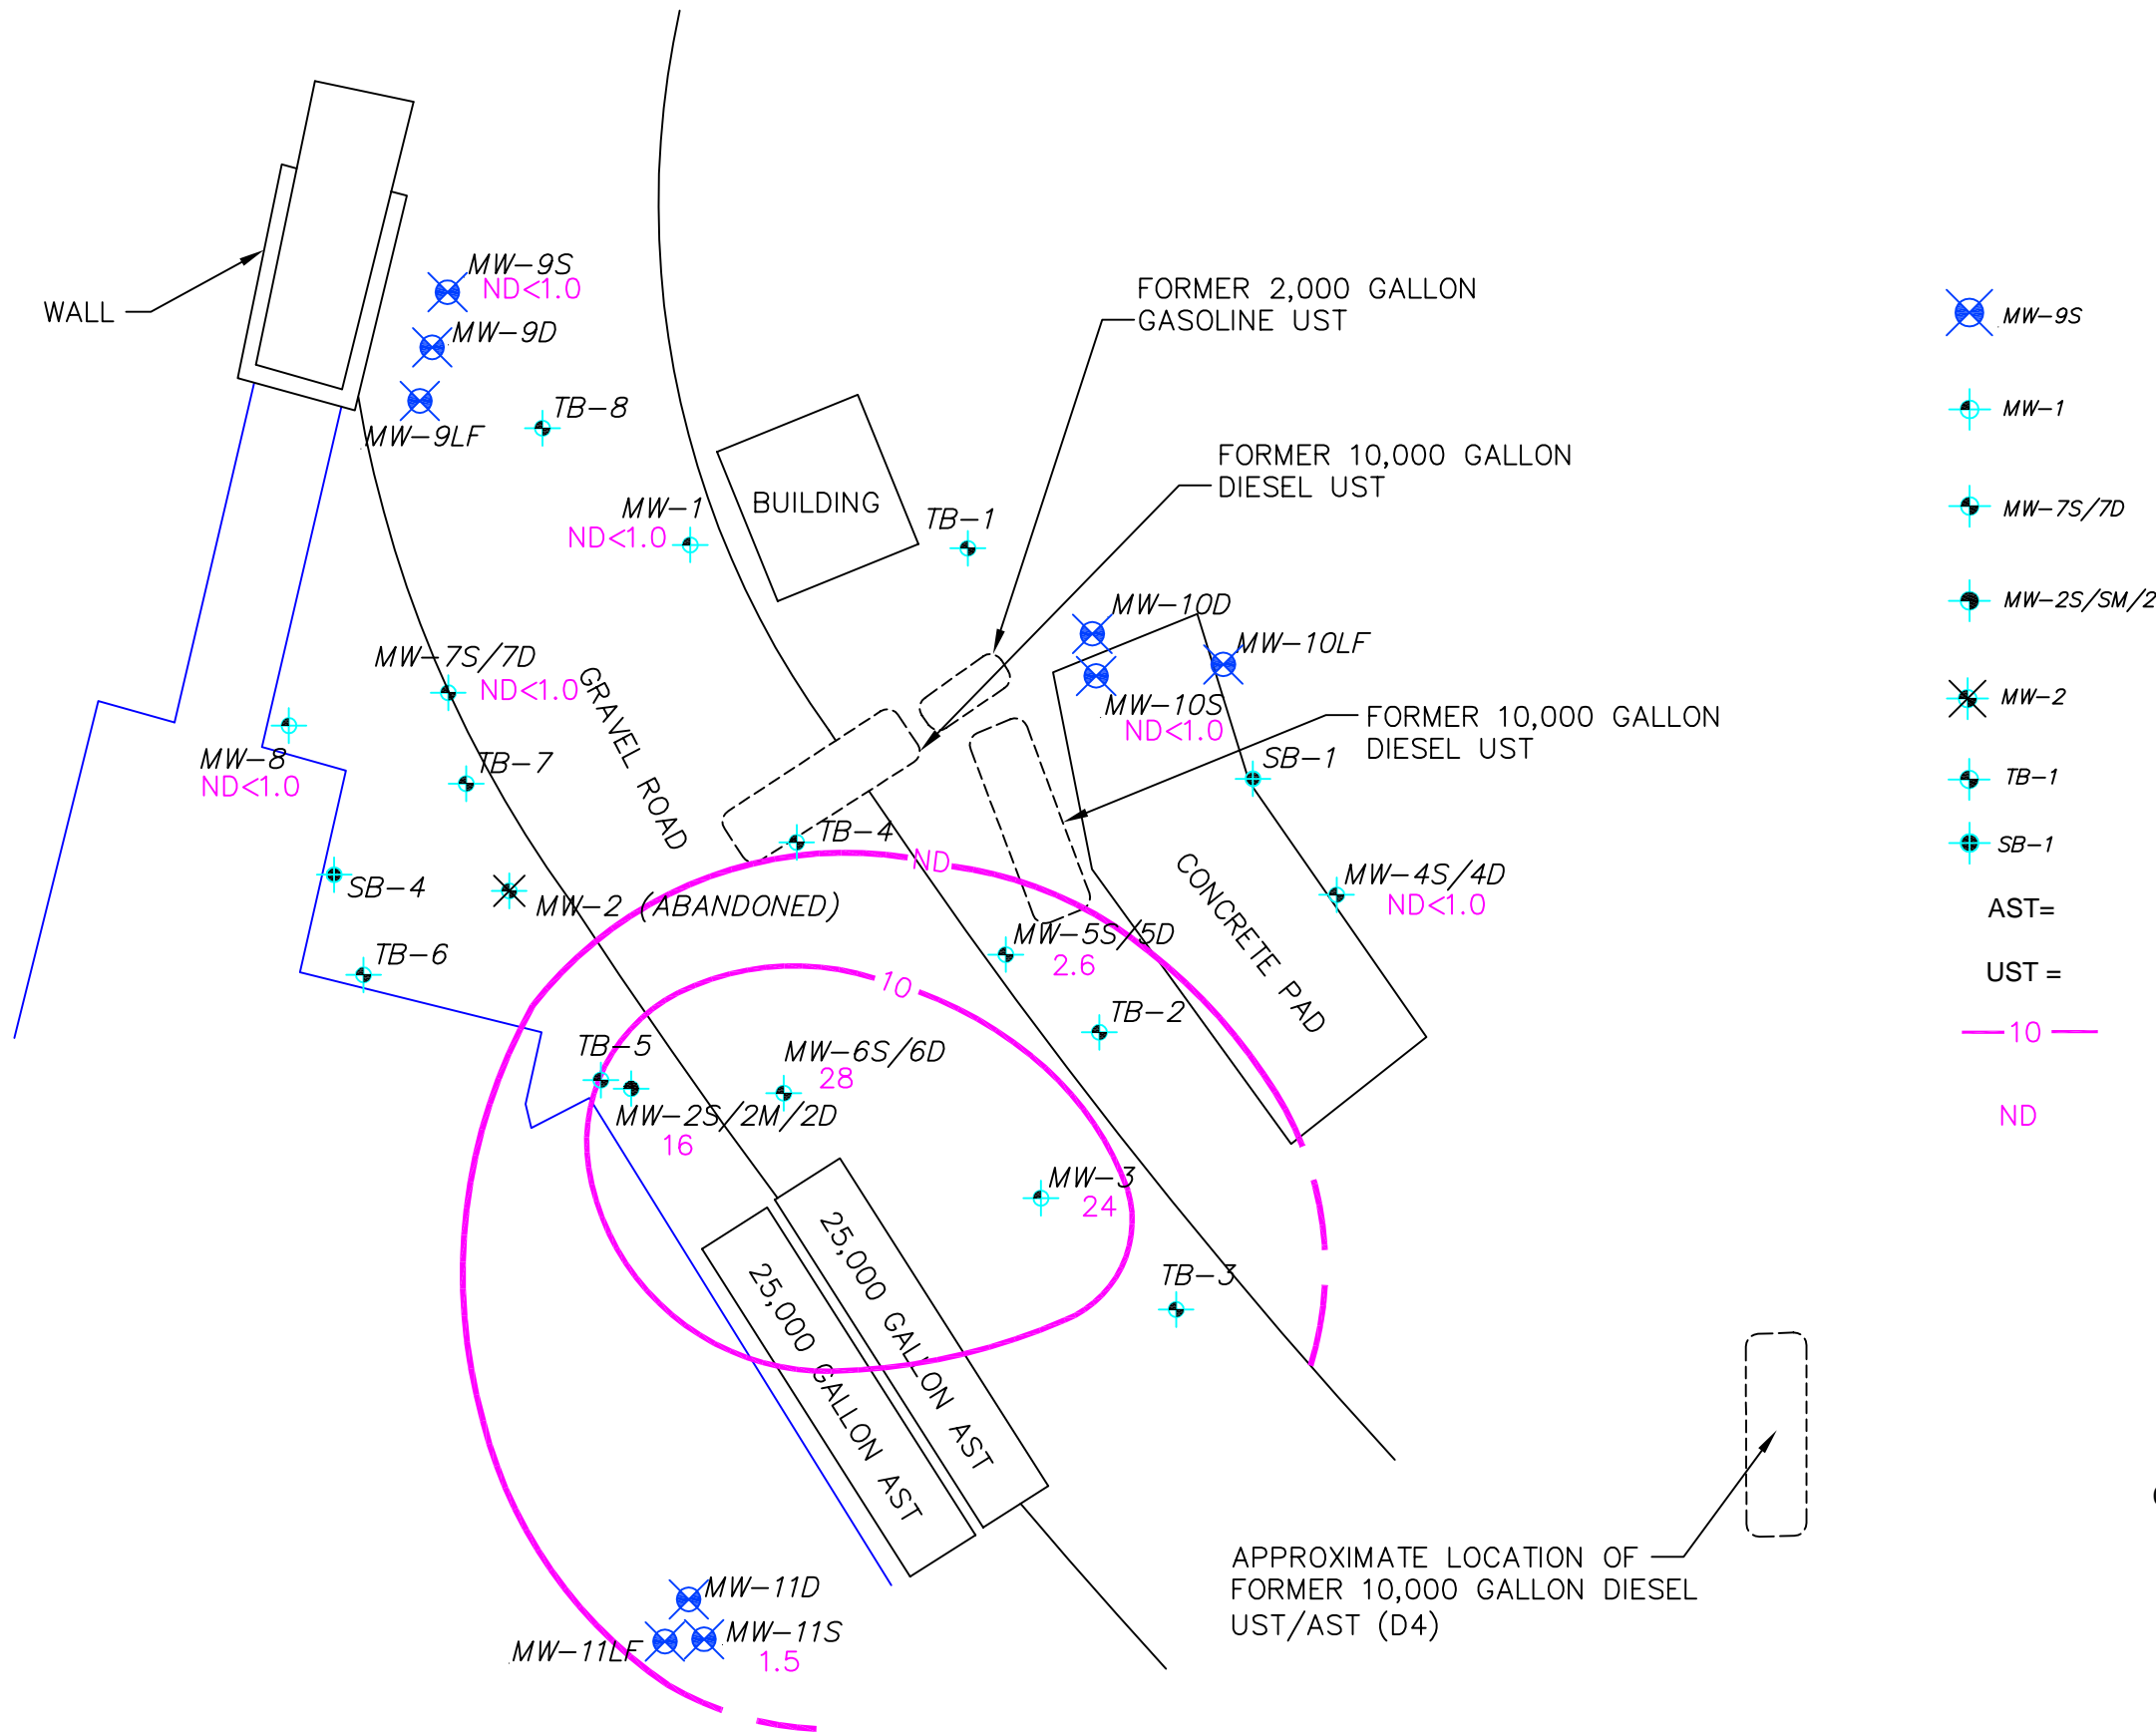 MW-9S
ND<1.0
WALL
MW-9D
MW-9LF
TB-8
FORMER 2,000 GALLON
GASOLINE UST
FORMER 10,000 GALLON
DIESEL UST
MW-1
ND<1.0
BUILDING
TB-1
MW-10D
MW-10LF
MW-10S
ND<1.0
MW-7S/7D
ND<1.0
GRAVEL ROAD
FORMER 10,000 GALLON
DIESEL UST
MW-8
ND<1.0
TB-7
SB-1
TB-4
ND
SB-4
MW-2 (ABANDONED)
CONCRETE PAD
MW-4S/4D
ND<1.0
MW-5S/5D
2.6
TB-6
10
TB-2
TB-5
MW-6S/6D
28
MW-2S/2M/2D
16
MW-3
24
TB-3
25,000 GALLON AST
25,000 GALLON AST
APPROXIMATE LOCATION OF
FORMER 10,000 GALLON DIESEL
UST/AST (D4)
MW-11D
MW-11S
1.5
MW-11LF
MW-9S
MW-1
MW-7S/7D
MW-2S/SM/2
MW-2
TB-1
SB-1
AST=
UST =
10
ND